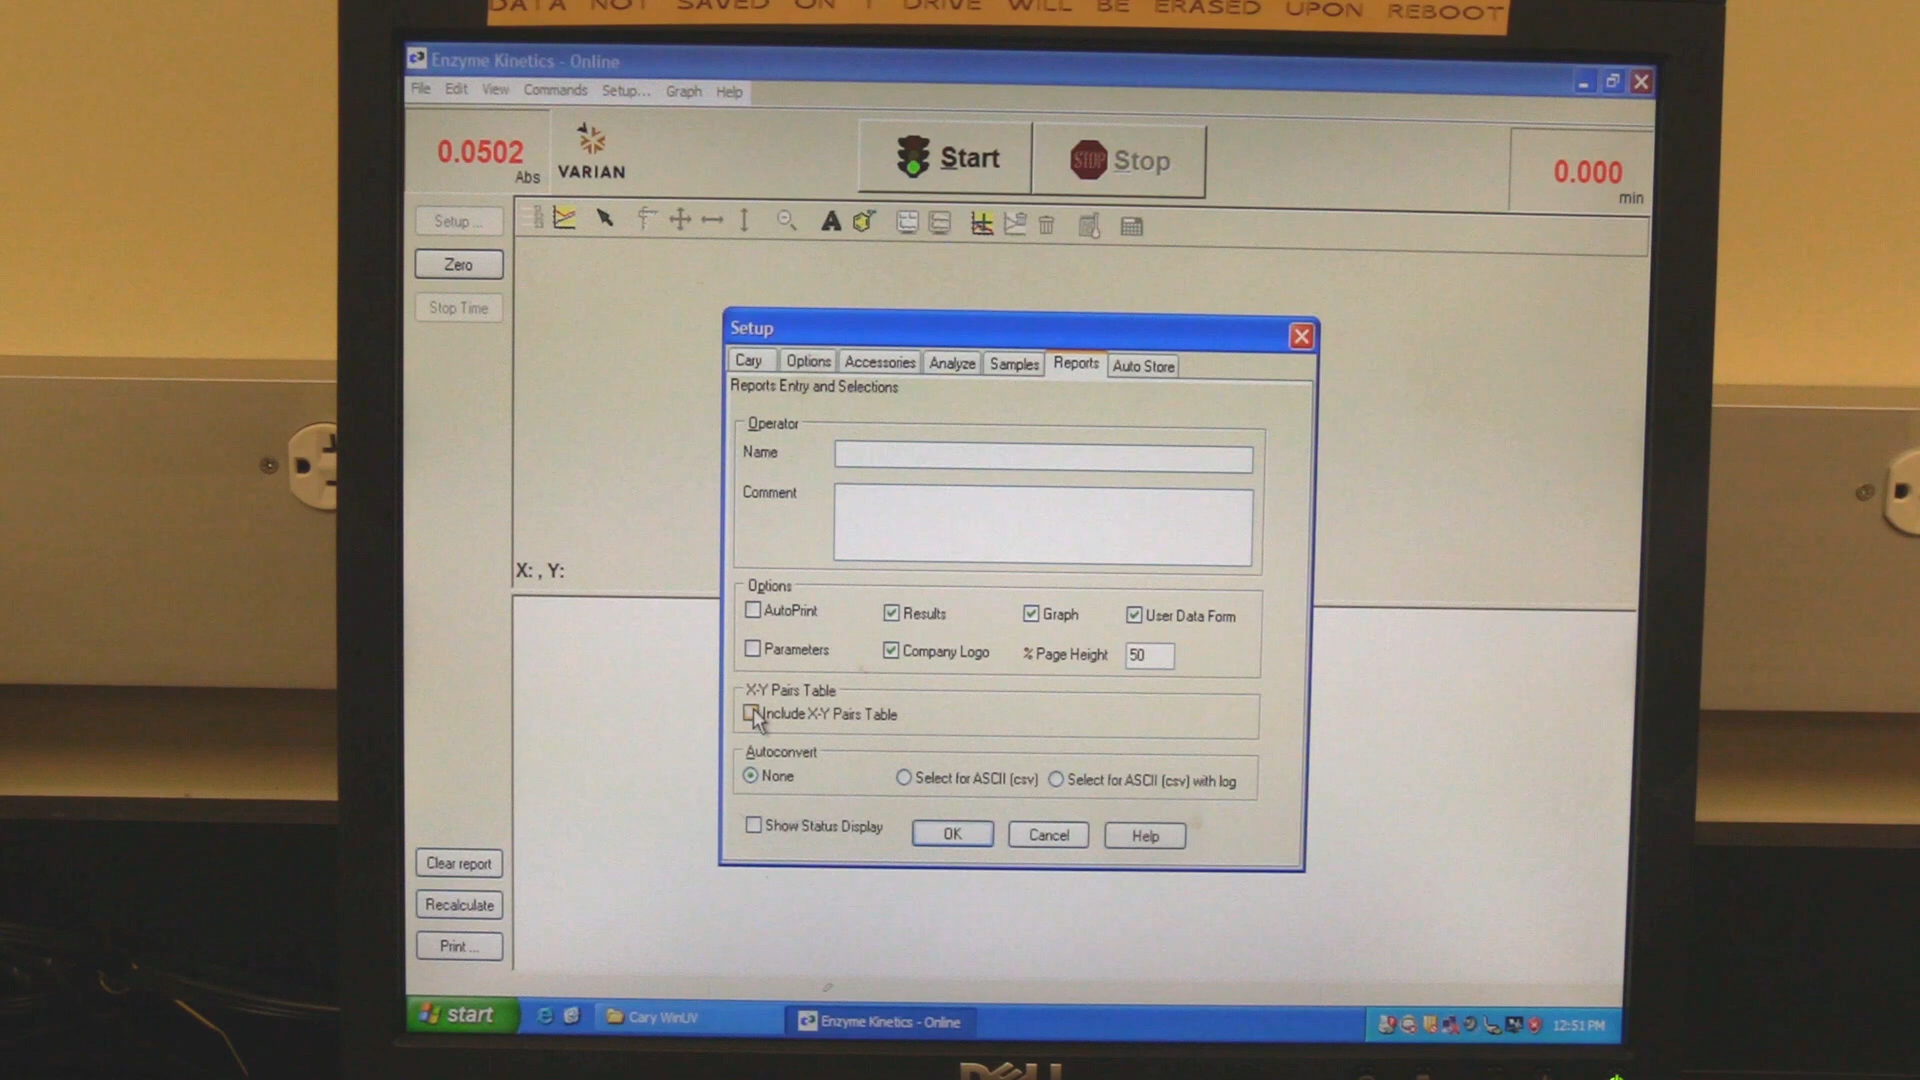 DATA NOT SAVED ON T DRIVE WILL BE ERASED UPON REBOOT
Enzyme Kinetics - Online
File Edit View Commands Setup... Graph Help
0.0502
Abs
VARIAN
Start
STOP Stop
0.000
min
Setup ...
Zero
Stop Time
A
X: , Y:
Setup
Cary Options Accessories Analyze Samples Reports Auto Store
Reports Entry and Selections
Operator
Name
Comment
Options
AutoPrint Results Graph User Data Form
Parameters Company Logo % Page Height 50
X-Y Pairs Table
Include X-Y Pairs Table
Autoconvert
None Select for ASCII (csv) Select for ASCII (csv) with log
Show Status Display OK Cancel Help
Clear report
Recalculate
Print ...
start Cary WinUV Enzyme Kinetics - Online 12:51 PM
DELL